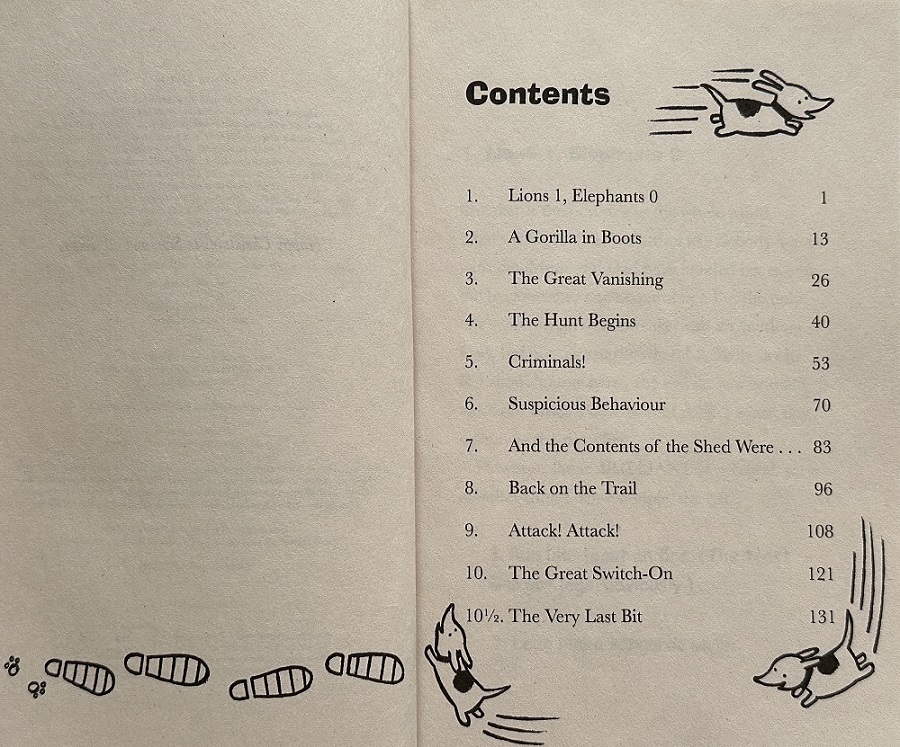 Contents
1. Lions 1, Elephants 0 1
2. A Gorilla in Boots 13
3. The Great Vanishing 26
4. The Hunt Begins 40
5. Criminals! 53
6. Suspicious Behaviour 70
7. And the Contents of the Shed Were . . . 83
8. Back on the Trail 96
9. Attack! Attack! 108
10. The Great Switch-On 121
10½. The Very Last Bit 131